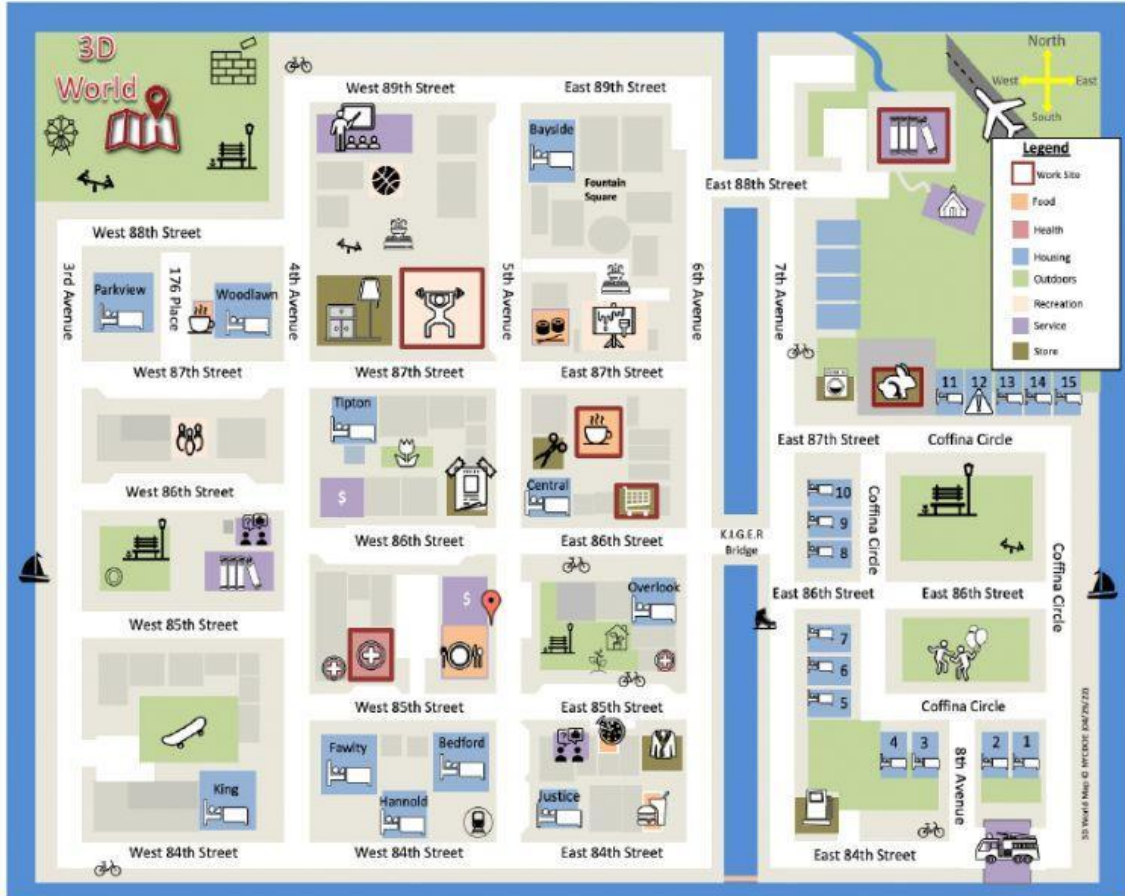 3D
World
West 89th Street
East 89th Street
North
West
East
South
Bayside
Fountain
Square
East 88th Street
Legend
Work Site
Food
Health
Housing
Outdoors
Recreation
Service
Store
West 88th Street
3rd Avenue
176 Place
4th Avenue
5th Avenue
6th Avenue
7th Avenue
Parkview
Woodlawn
West 87th Street
West 87th Street
East 87th Street
11
12
13
14
15
Tipton
East 87th Street
Coffina Circle
West 86th Street
$
Central
10
9
8
Coffina Circle
Coffina Circle
West 86th Street
East 86th Street
K.I.G.E.R
Bridge
$
Overlook
East 86th Street
East 86th Street
West 85th Street
7
6
5
West 85th Street
East 85th Street
Coffina Circle
Fawlty
Bedford
4
3
8th Avenue
2
1
King
Hannold
Justice
West 84th Street
West 84th Street
East 84th Street
East 84th Street